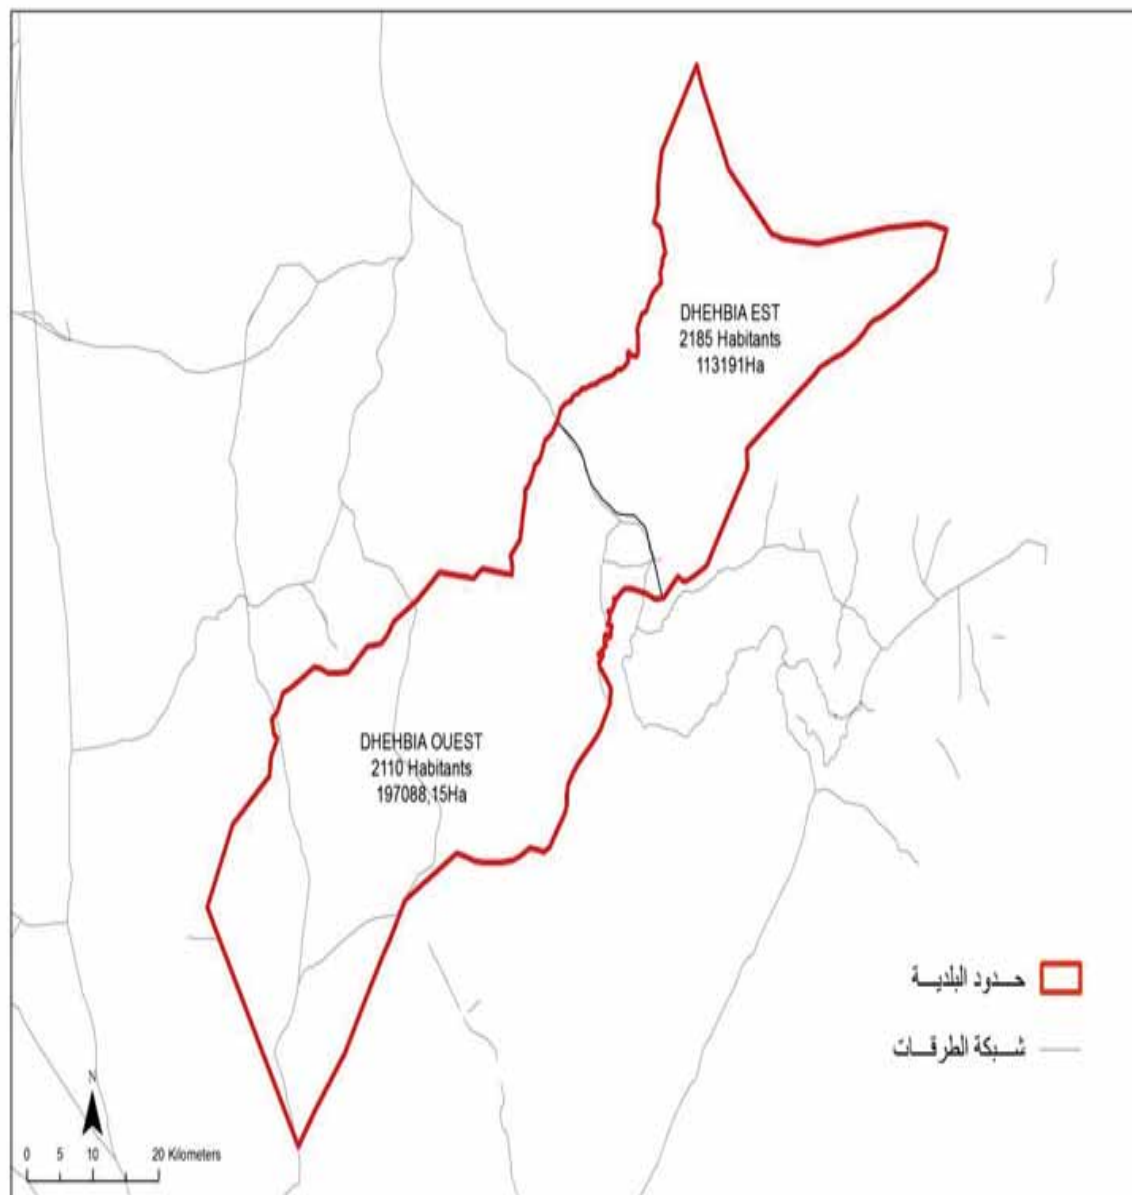 DHEHBIA EST
2185 Habitants
113191Ha
DHEHBIA OUEST
2110 Habitants
197088,15Ha
حـــدود البلديـــة
شـــبكة الطرقـــات
N
0 5 10 20 Kilometers